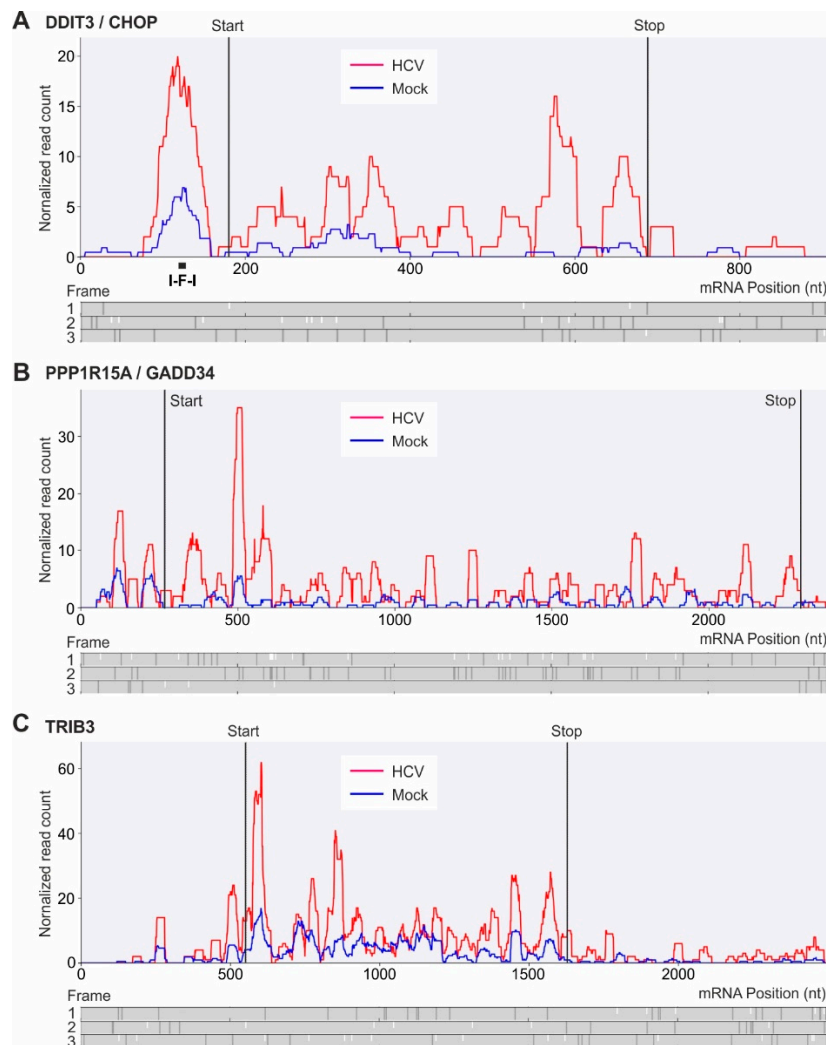 A DDIT3 / CHOP
Start
Stop
HCV
Mock
Normalized read count
20
15
10
5
0
0
200
400
600
800
I-F-I
Frame
mRNA Position (nt)
1
2
3
B PPP1R15A / GADD34
Start
Stop
HCV
Mock
Normalized read count
30
20
10
0
0
500
1000
1500
2000
Frame
mRNA Position (nt)
1
2
3
C TRIB3
Start
Stop
HCV
Mock
Normalized read count
60
40
20
0
0
500
1000
1500
2000
Frame
mRNA Position (nt)
1
2
3